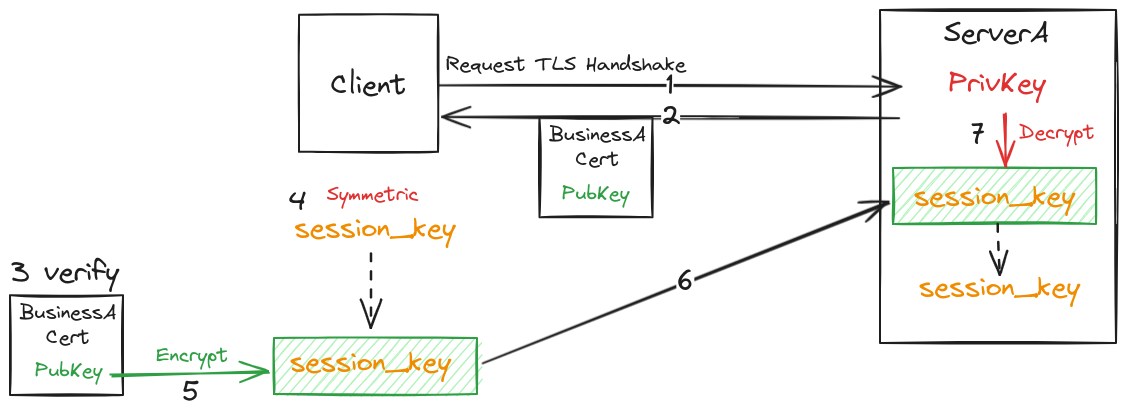 ServerA
Client
Request TLS Handshake
1
PrivKey
2
7
Decrypt
BusinessA
Cert
PubKey
4
Symmetric
session_key
session_key
session_key
3 verify
BusinessA
Cert
PubKey
Encrypt
5
session_key
6